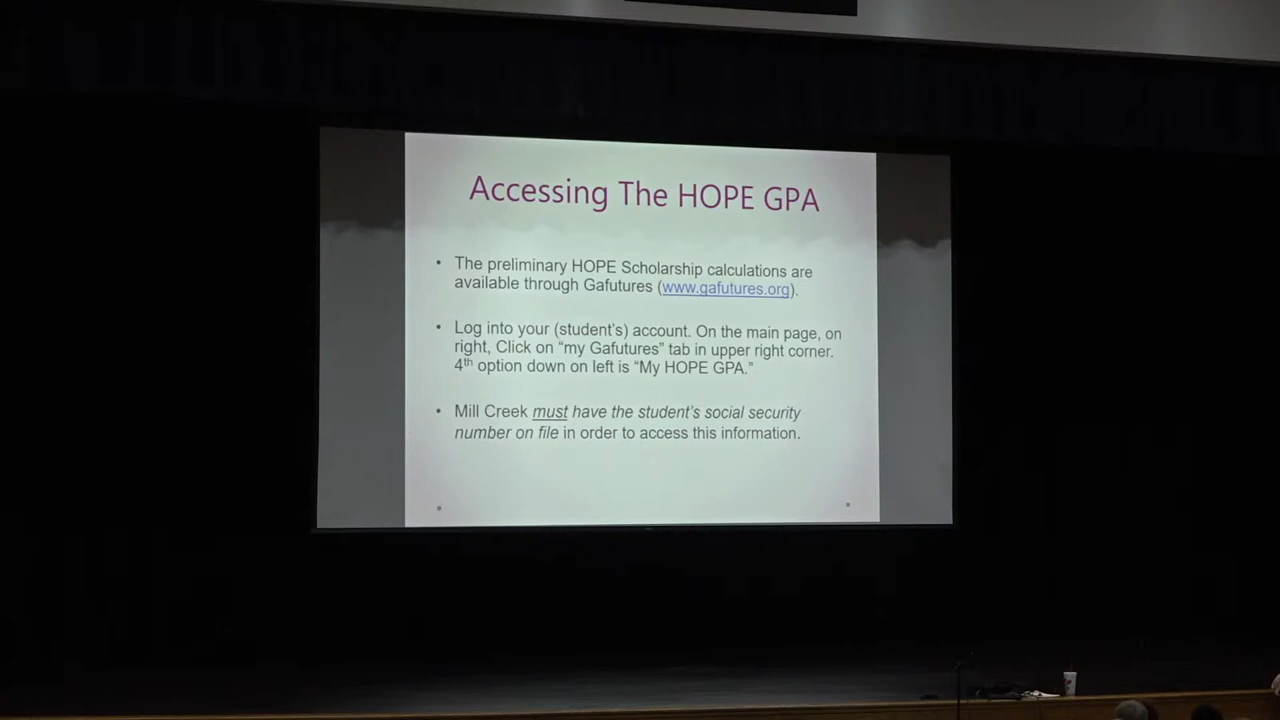 Accessing The HOPE GPA
• The preliminary HOPE Scholarship calculations are
available through Gafutures (www.gafutures.org).
• Log into your (student's) account. On the main page, on
right, Click on “my Gafutures” tab in upper right corner.
4th option down on left is “My HOPE GPA.”
• Mill Creek must have the student's social security
number on file in order to access this information.